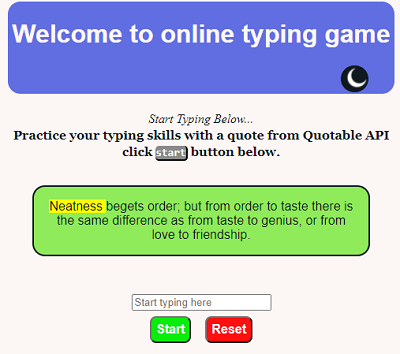 Welcome to online typing game
Start Typing Below...
Practice your typing skills with a quote from Quotable API
click start button below.
Neatness begets order; but from order to taste there is
the same difference as from taste to genius, or from
love to friendship.
Start typing here
Start Reset